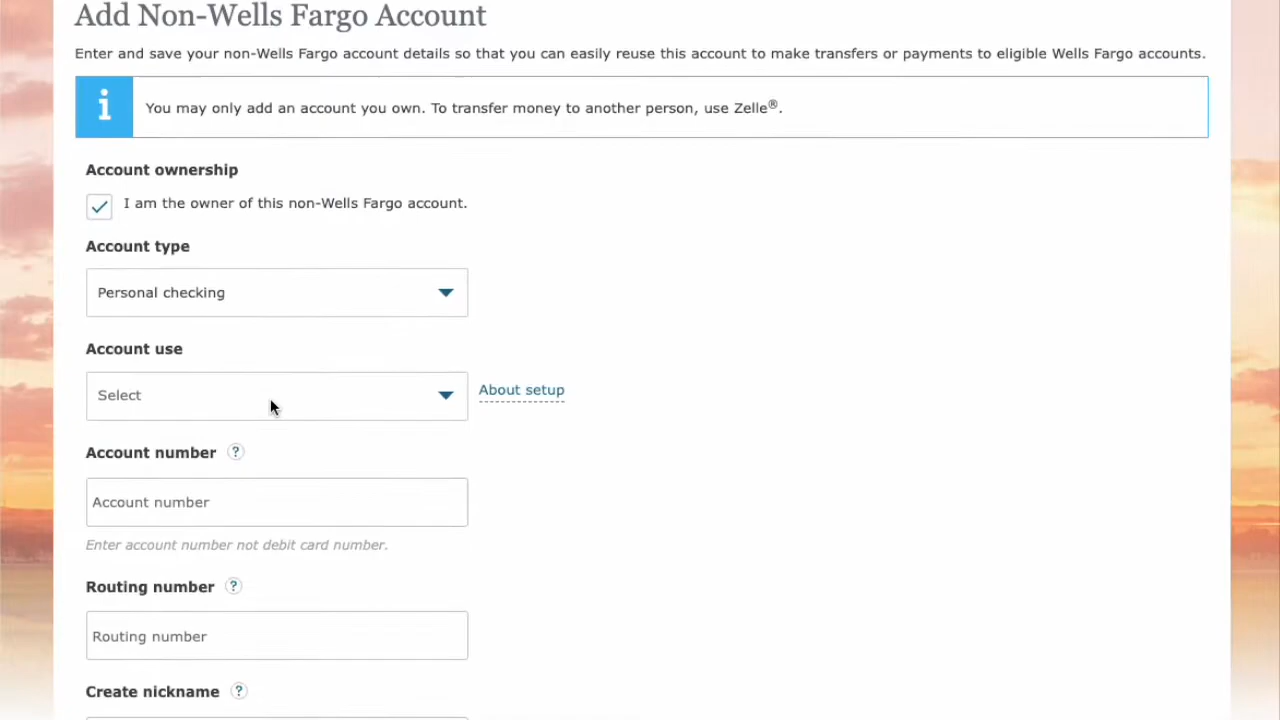 Add Non-Wells Fargo Account
Enter and save your non-Wells Fargo account details so that you can easily reuse this account to make transfers or payments to eligible Wells Fargo accounts.
i
You may only add an account you own. To transfer money to another person, use Zelle®.
Account ownership
I am the owner of this non-Wells Fargo account.
Account type
Personal checking
Account use
Select
About setup
Account number ?
Account number
Enter account number not debit card number.
Routing number ?
Routing number
Create nickname ?